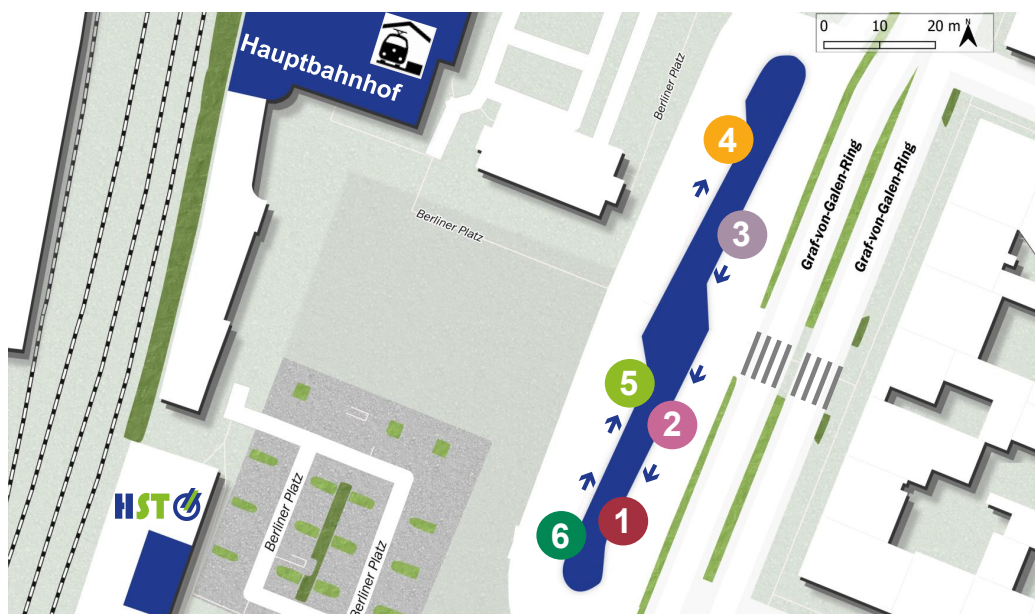 0 10 20 m
N
Hauptbahnhof
Berliner Platz
4
Graf-von-Galen-Ring
Graf-von-Galen-Ring
Berliner Platz
3
5
2
HST
Berliner Platz
1
6
Berliner Platz